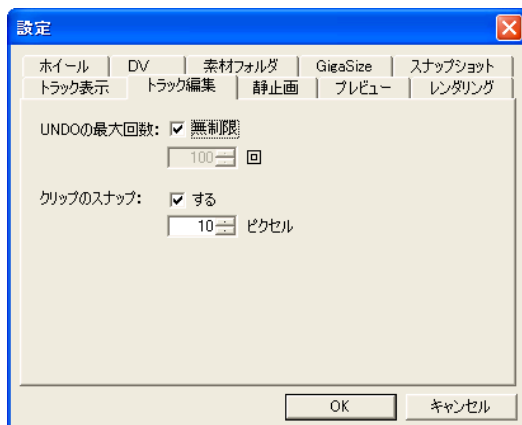 設定
ホイール DV 素材フォルダ GigaSize スナップショット
トラック表示 トラック編集 静止画 プレビュー レンダリング
UNDOの最大回数: 無制限
100 回
クリップのスナップ: する
10 ピクセル
OK キャンセル